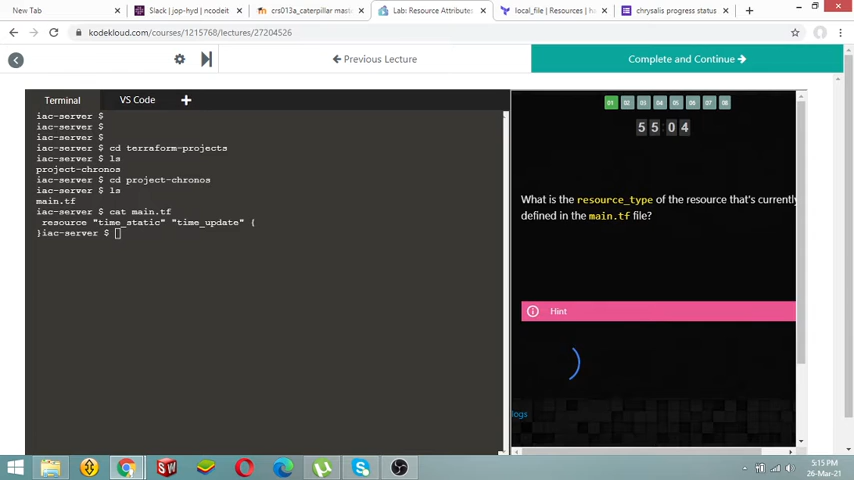 New Tab
Slack | jop-hyd | ncodeit
crs013a_caterpillar mast
Lab: Resource Attributes
local_file | Resources | h
chrysalis progress status
kodekloud.com/courses/1215768/lectures/27204526
Previous Lecture
Complete and Continue
Terminal
VS Code
iac-server $
iac-server $
iac-server $
iac-server $ cd terraform-projects
iac-server $ ls
project-chronos
iac-server $ cd project-chronos
iac-server $ ls
main.tf
iac-server $ cat main.tf
resource "time_static" "time_update" {
}iac-server $
01 02 03 04 05 06 07 08
55 04
What is the resource_type of the resource that's currently
defined in the main.tf file?
Hint
logs
5:15 PM
26-Mar-21